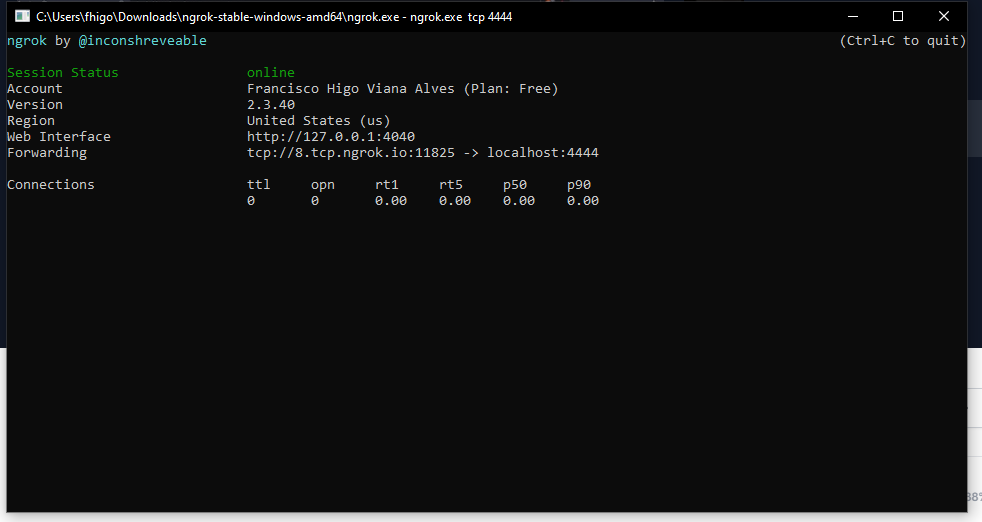 C:\Users\fhigo\Downloads\ngrok-stable-windows-amd64\ngrok.exe - ngrok.exe tcp 4444
ngrok by @inconshreveable (Ctrl+C to quit)
Session Status online
Account Francisco Higo Viana Alves (Plan: Free)
Version 2.3.40
Region United States (us)
Web Interface http://127.0.0.1:4040
Forwarding tcp://8.tcp.ngrok.io:11825 -> localhost:4444
Connections ttl opn rt1 rt5 p50 p90
0 0 0.00 0.00 0.00 0.00